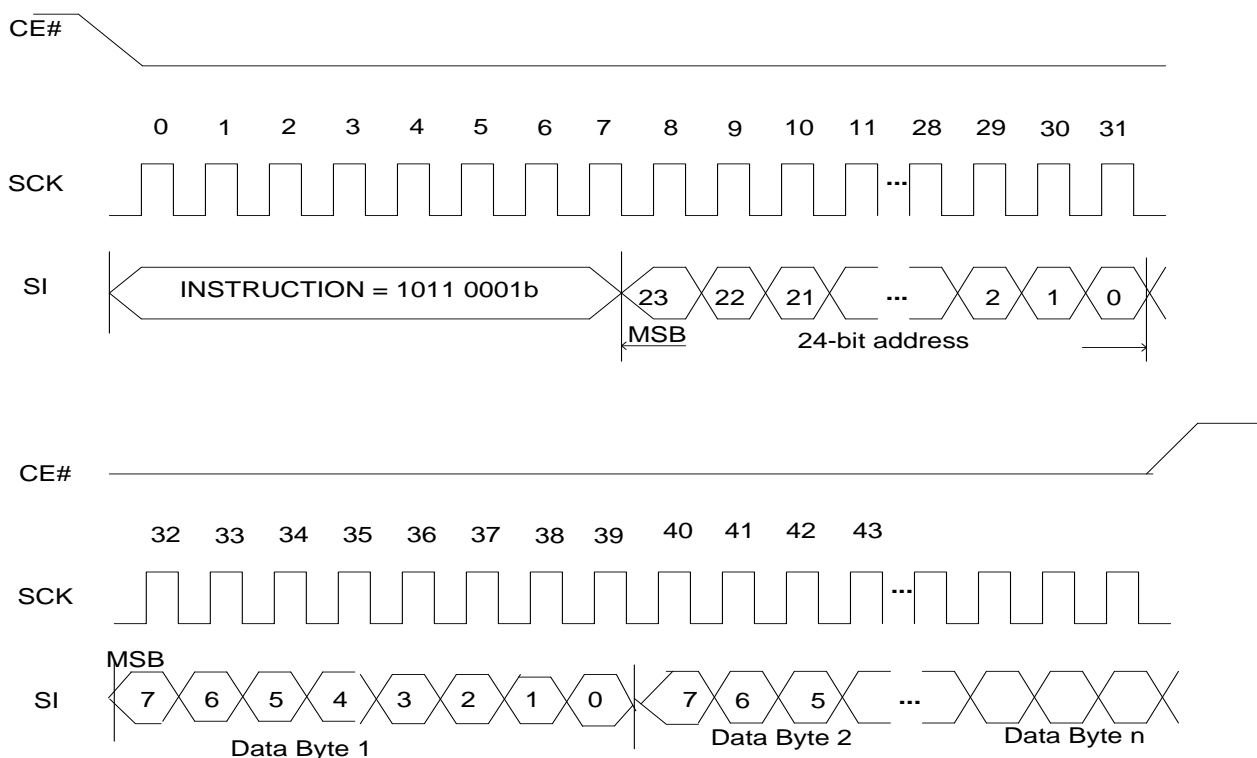 CE#
0 1 2 3 4 5 6 7 8 9 10 11 28 29 30 31
SCK ...
SI INSTRUCTION = 1011 0001b 23 22 21 ... 2 1 0
MSB 24-bit address
CE#
32 33 34 35 36 37 38 39 40 41 42 43
SCK ...
MSB
SI 7 6 5 4 3 2 1 0 7 6 5 ...
Data Byte 1 Data Byte 2 Data Byte n